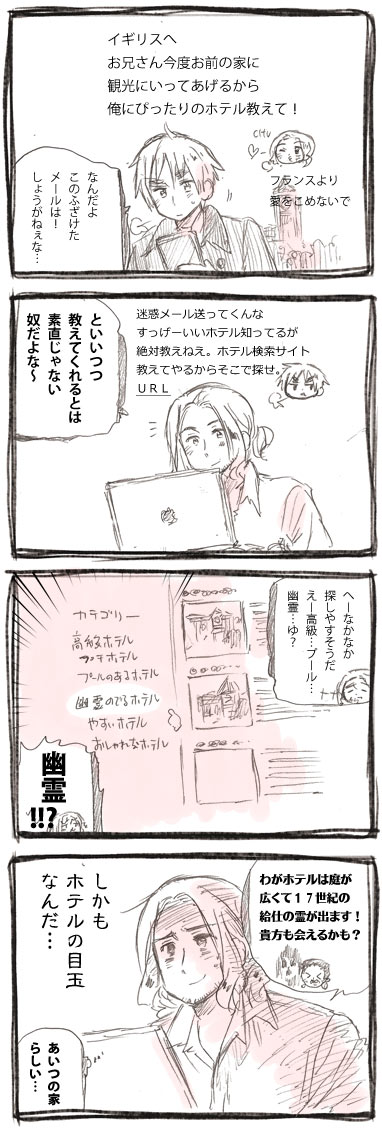 イギリスへ
お兄さん今度お前の家に
観光にいってあげるから
俺にぴったりのホテル教えて！
CHU
フランスより
愛をこめないで
なんだよ
このふざけた
メールは！
しょうがねぇな…
迷惑メール送ってくんな
すっげーいいホテル知ってるが
絶対教えねえ。ホテル検索サイト
教えてやるからそこで探せ。
URL
といいつつ
教えてくれるとは
素直じゃない
奴だよな～
へーなかなか
探しやすそうだ
えー高級…プール…
幽霊…ゆ？
カテゴリー
高級ホテル
プチホテル
プールのあるホテル
幽霊のでるホテル
やすいホテル
おしゃれなホテル
幽霊
!!?
わがホテルは庭が
広くて１７世紀の
給仕の霊が出ます！
貴方も会えるかも？
しかも
ホテルの目玉
なんだ…
あいつの家
らしい…